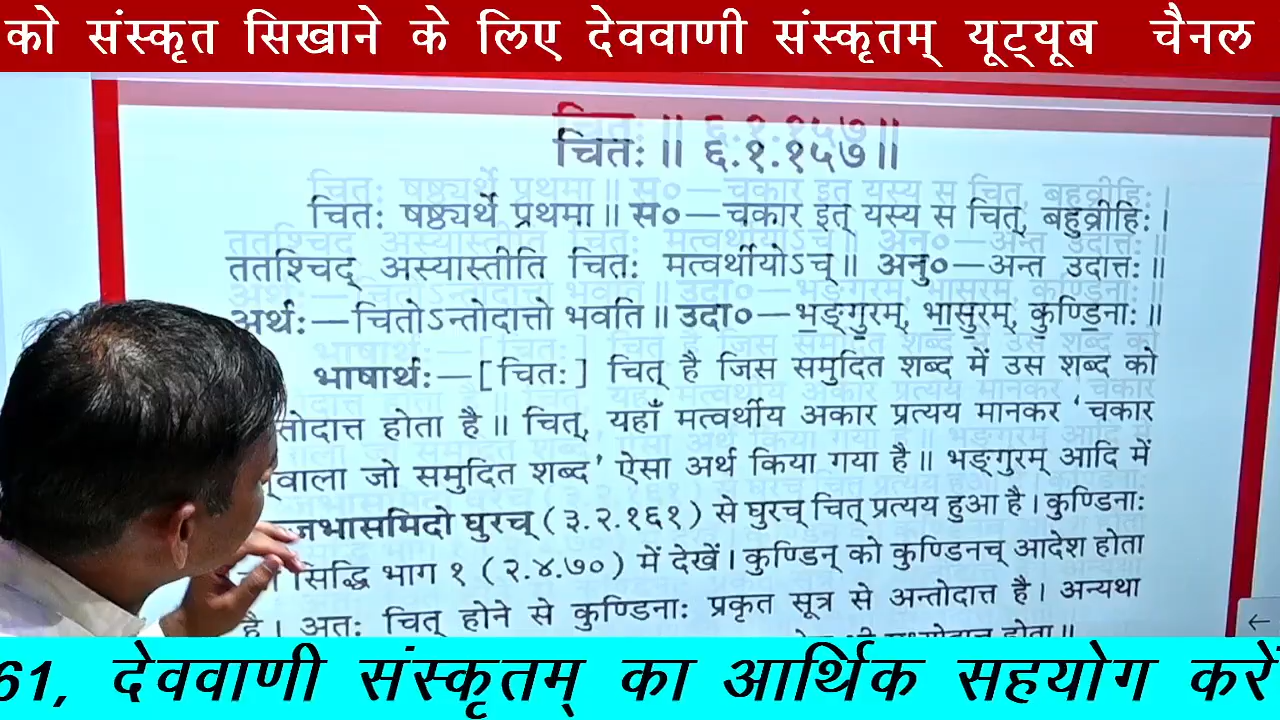 को संस्कृत सिखाने के लिए देववाणी संस्कृतम् यूट्यूब चैनल
चितः ॥ ६.१.१५७॥
चितः षष्ठ्यर्थे प्रथमा ॥ स०—चकार इत् यस्य स चित्, बहुव्रीहिः ।
ततश्चिद् अस्यास्तीति चितः मत्वर्थीयोऽच् ॥ अनु०—अन्त उदात्तः ॥
अर्थः—चितोऽन्तोदात्तो भवति ॥ उदा०—भ॒ङ्गु॒रम्, भा॒सु॒रम्, कु॒ण्डि॒नाः ॥
भाषार्थः—[चितः] चित् है जिस समुदित शब्द में उस शब्द को
तोदात्त होता है ॥ चित्, यहाँ मत्वर्थीय अकार प्रत्यय मानकर 'चकार
वाला जो समुदित शब्द' ऐसा अर्थ किया गया है ॥ भङ्गुरम् आदि में
जभासमिदो घुरच् (३.२.१६१) से घुरच् चित् प्रत्यय हुआ है । कुण्डिनाः
सिद्धि भाग १ (२.४.७०) में देखें । कुण्डिन् को कुण्डिनच् आदेश होता
है । अतः चित् होने से कुण्डिनाः प्रकृत सूत्र से अन्तोदात्त है । अन्यथा
होता ॥
61, देववाणी संस्कृतम् का आर्थिक सहयोग करें